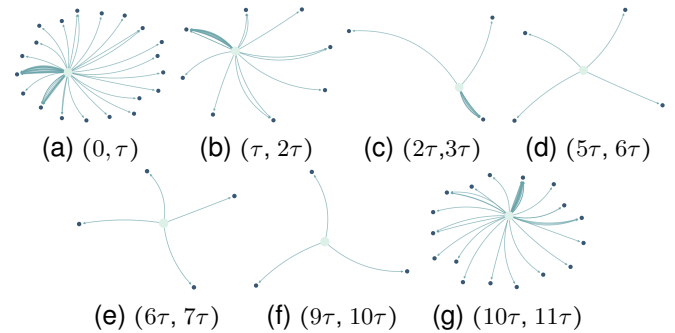 (a) (0, τ) (b) (τ, 2τ) (c) (2τ,3τ) (d) (5τ, 6τ)
(e) (6τ, 7τ) (f) (9τ, 10τ) (g) (10τ, 11τ)